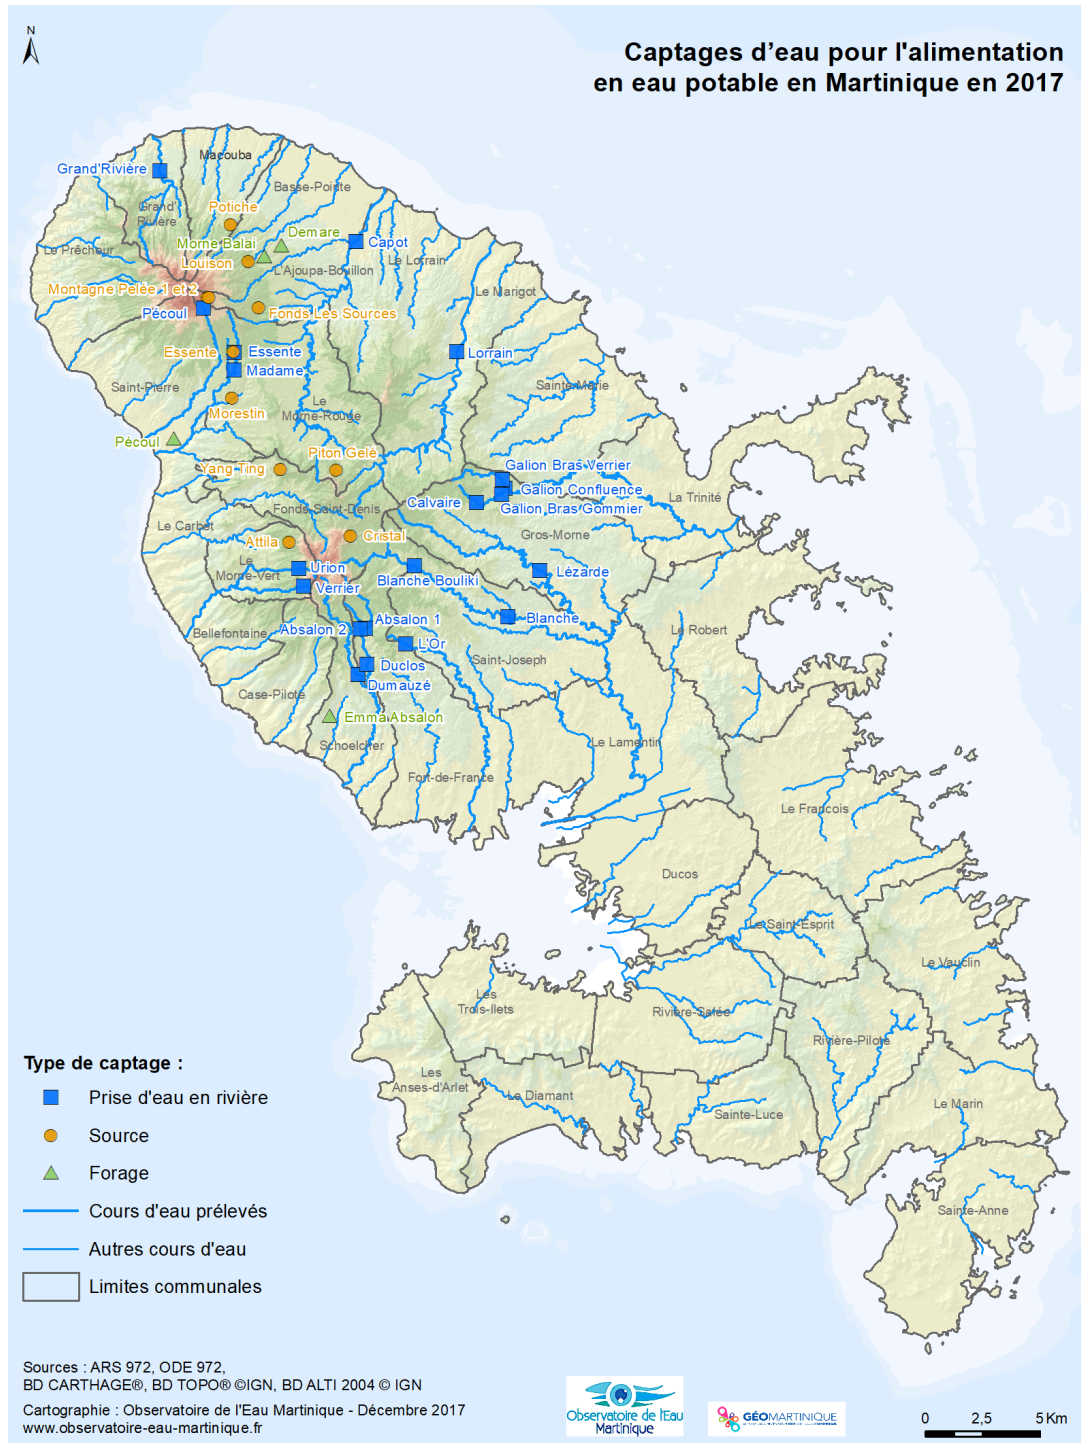 N
Captages d'eau pour l'alimentation
en eau potable en Martinique en 2017
Macouba
Grand'Rivière
Basse-Pointe
Grand'
Rivière
Potiche
Demare
Morne Balai
Capot
Le Prêcheur
Louison
Le Lorrain
L'Ajoupa-Bouillon
Montagne Pelée 1 et 2
Le Marigot
Pécoul
Fonds Les Sources
Essente
Essente
Lorrain
Madame
Saint-Pierre
Sainte-Marie
Le
Morne-Rouge
Morestin
Pécoul
Piton Gelé
Yang Ting
Galion Bras Verrier
Galion Confluence
La Trinité
Calvaire
Galion Bras Gommier
Fonds-Saint-Denis
Le Carbet
Cristal
Gros-Morne
Attila
Le
Morne-Vert
Urion
Lézarde
Blanche Bouliki
Verrier
Blanche
Absalon 1
Absalon 2
Bellefontaine
Le Robert
L'Or
Saint-Joseph
Duclos
Dumauzé
Case-Pilote
Emma Absalon
Schoelcher
Le Lamentin
Fort-de-France
Le François
Ducos
Le Saint-Esprit
Le Vauclin
Les
Trois-Ilets
Rivière-Salée
Rivière-Pilote
Les
Anses-d'Arlet
Le Diamant
Sainte-Luce
Le Marin
Sainte-Anne
Type de captage :
Prise d'eau en rivière
Source
Forage
Cours d'eau prélevés
Autres cours d'eau
Limites communales
Sources : ARS 972, ODE 972,
BD CARTHAGE®, BD TOPO® ©IGN, BD ALTI 2004 © IGN
Cartographie : Observatoire de l'Eau Martinique - Décembre 2017
www.observatoire-eau-martinique.fr
Observatoire de l'Eau
Martinique
GÉOMARTINIQUE
0 2,5 5 Km